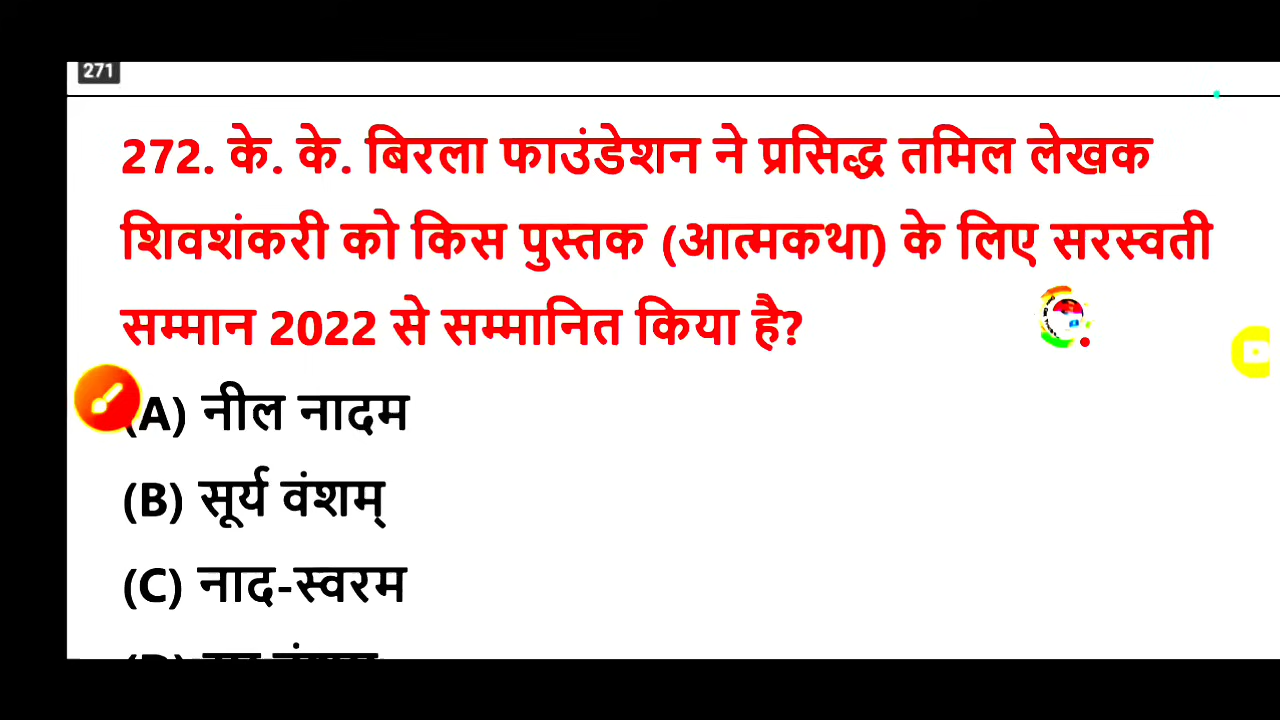 271
272. के. के. बिरला फाउंडेशन ने प्रसिद्ध तमिल लेखक
शिवशंकरी को किस पुस्तक (आत्मकथा) के लिए सरस्वती
सम्मान 2022 से सम्मानित किया है?
(A) नील नादम
(B) सूर्य वंशम्
(C) नाद-स्वरम